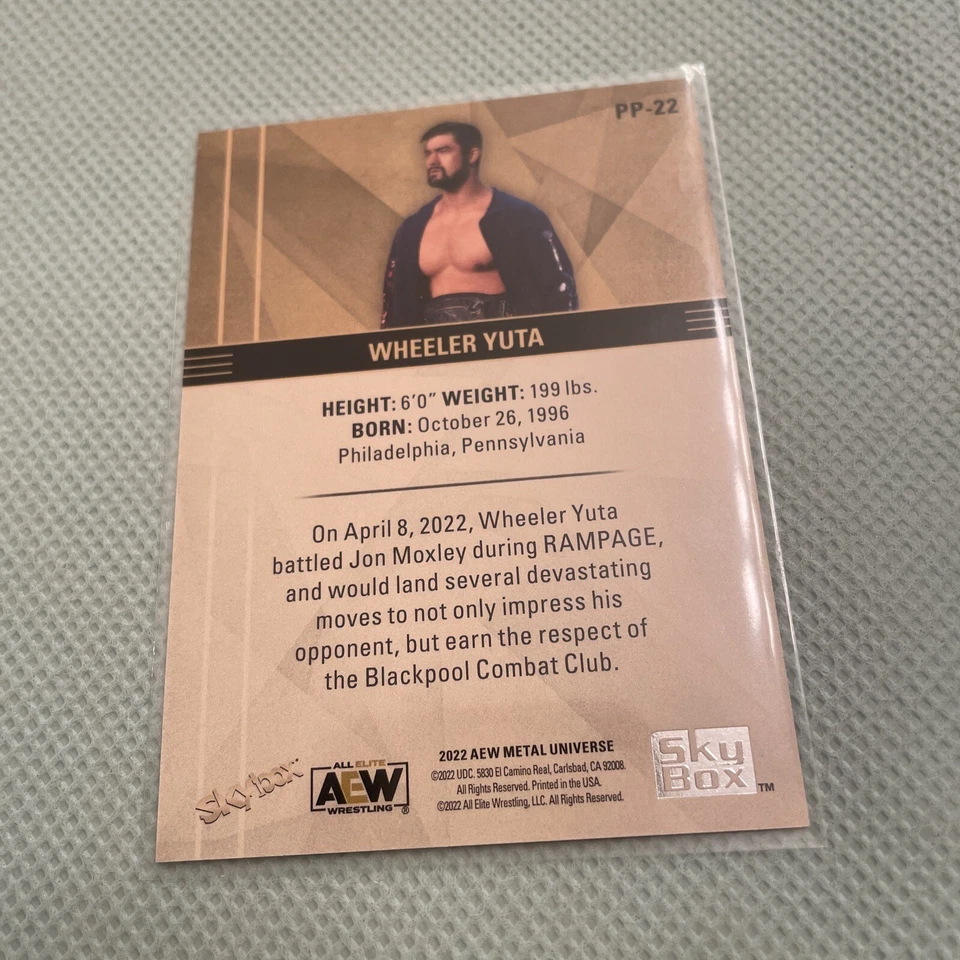 PP-22
WHEELER YUTA
HEIGHT: 6'0" WEIGHT: 199 lbs.
BORN: October 26, 1996
Philadelphia, Pennsylvania
On April 8, 2022, Wheeler Yuta
battled Jon Moxley during RAMPAGE,
and would land several devastating
moves to not only impress his
opponent, but earn the respect of
the Blackpool Combat Club.
skybox™
ALL ELITE
AEW
WRESTLING®
2022 AEW METAL UNIVERSE
©2022 UDC. 5830 El Camino Real, Carlsbad, CA 92008.
All Rights Reserved. Printed in the USA.
©2022 All Elite Wrestling, LLC. All Rights Reserved.
Sky
Box™